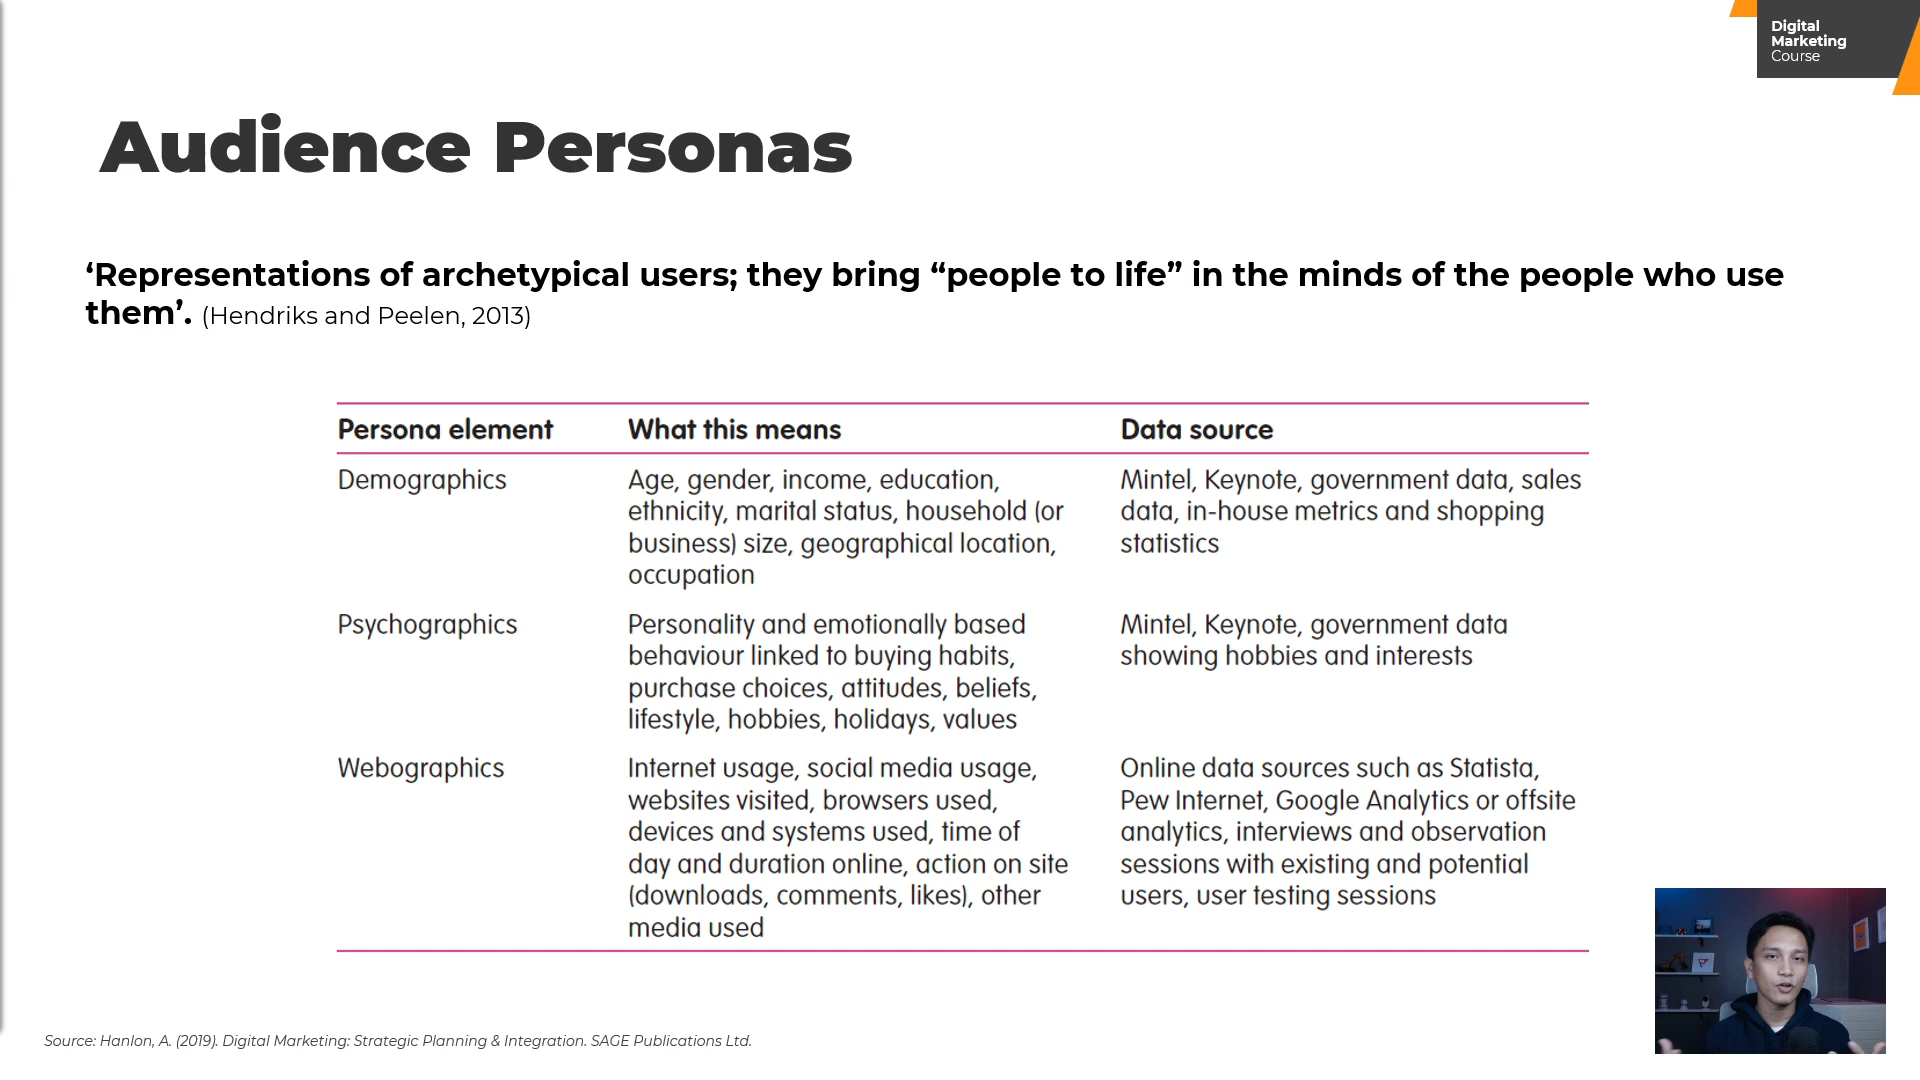 Digital
Marketing
Course
Audience Personas
‘Representations of archetypical users; they bring “people to life” in the minds of the people who use
them’. (Hendriks and Peelen, 2013)
Persona element What this means Data source
Demographics Age, gender, income, education, Mintel, Keynote, government data, sales
ethnicity, marital status, household (or data, in-house metrics and shopping
business) size, geographical location, statistics
occupation
Psychographics Personality and emotionally based Mintel, Keynote, government data
behaviour linked to buying habits, showing hobbies and interests
purchase choices, attitudes, beliefs,
lifestyle, hobbies, holidays, values
Webographics Internet usage, social media usage, Online data sources such as Statista,
websites visited, browsers used, Pew Internet, Google Analytics or offsite
devices and systems used, time of analytics, interviews and observation
day and duration online, action on site sessions with existing and potential
(downloads, comments, likes), other users, user testing sessions
media used
Source: Hanlon, A. (2019). Digital Marketing: Strategic Planning & Integration. SAGE Publications Ltd.